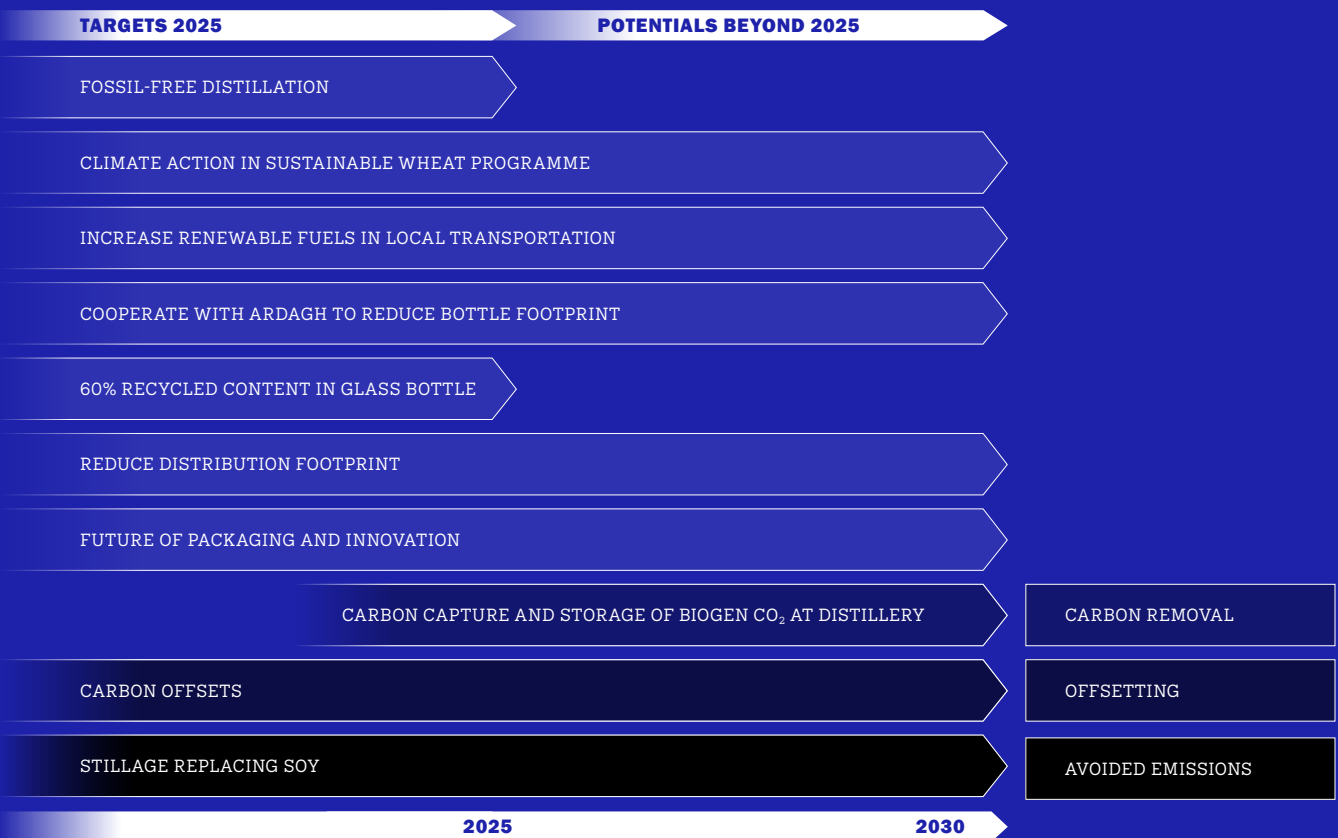 TARGETS 2025
POTENTIALS BEYOND 2025
FOSSIL-FREE DISTILLATION
CLIMATE ACTION IN SUSTAINABLE WHEAT PROGRAMME
INCREASE RENEWABLE FUELS IN LOCAL TRANSPORTATION
COOPERATE WITH ARDAGH TO REDUCE BOTTLE FOOTPRINT
60% RECYCLED CONTENT IN GLASS BOTTLE
REDUCE DISTRIBUTION FOOTPRINT
FUTURE OF PACKAGING AND INNOVATION
CARBON CAPTURE AND STORAGE OF BIOGEN CO₂ AT DISTILLERY
CARBON REMOVAL
CARBON OFFSETS
OFFSETTING
STILLAGE REPLACING SOY
AVOIDED EMISSIONS
2025
2030